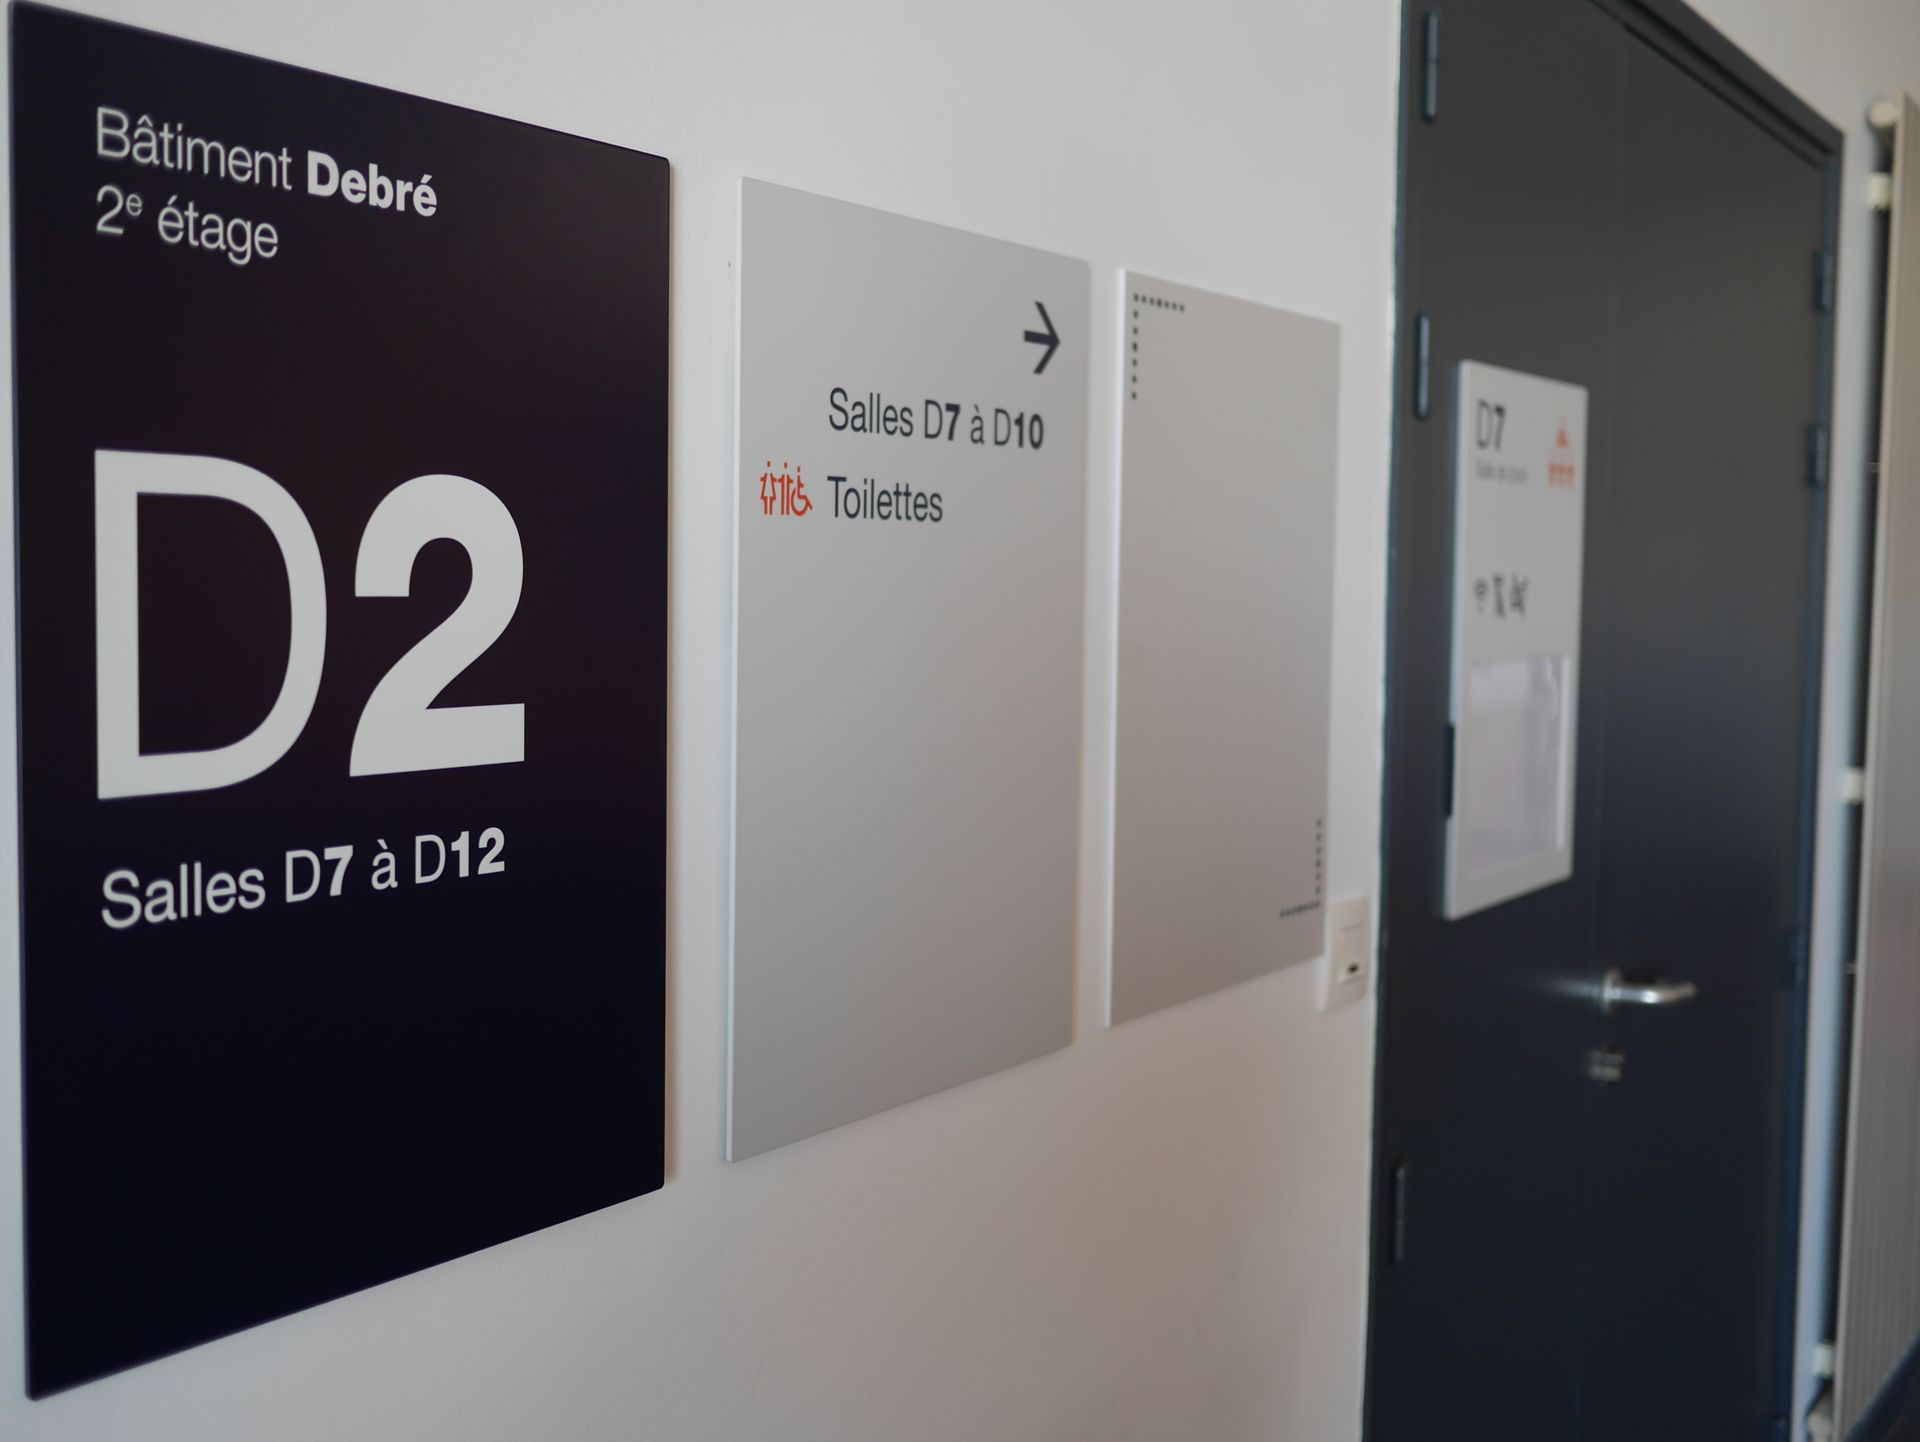 Bâtiment Debré
2e étage
D2
Salles D7 à D12
Salles D7 à D10
Toilettes
D7